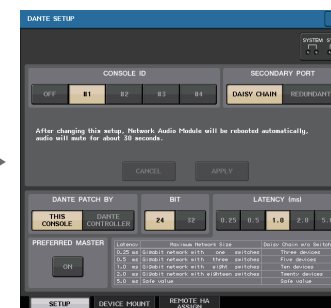 DANTE SETUP
SYSTEM
CONSOLE ID
SECONDARY PORT
OFF #1 #2 #3 #4 DAISY CHAIN REDUNDANT
After changing this setup, Network Audio Module will be rebooted automatically,
audio will mute for about 30 seconds.
CANCEL APPLY
DANTE PATCH BY BIT LATENCY (ms)
THIS CONSOLE DANTE CONTROLLER 24 32 0.25 0.5 1.0 2.0 5.0
PREFERRED MASTER
ON
Latency Maximum Network Size Daisy Chain w/o Switch
0.25 ms Gigabit network with one switches Three devices
0.5 ms Gigabit network with three switches Five devices
1.0 ms Gigabit network with eight switches Ten devices
2.0 ms Gigabit network with eighteen switches Twenty devices
5.0 ms Safe value Safe value
SETUP DEVICE MOUNT REMOTE HA ASSIGN